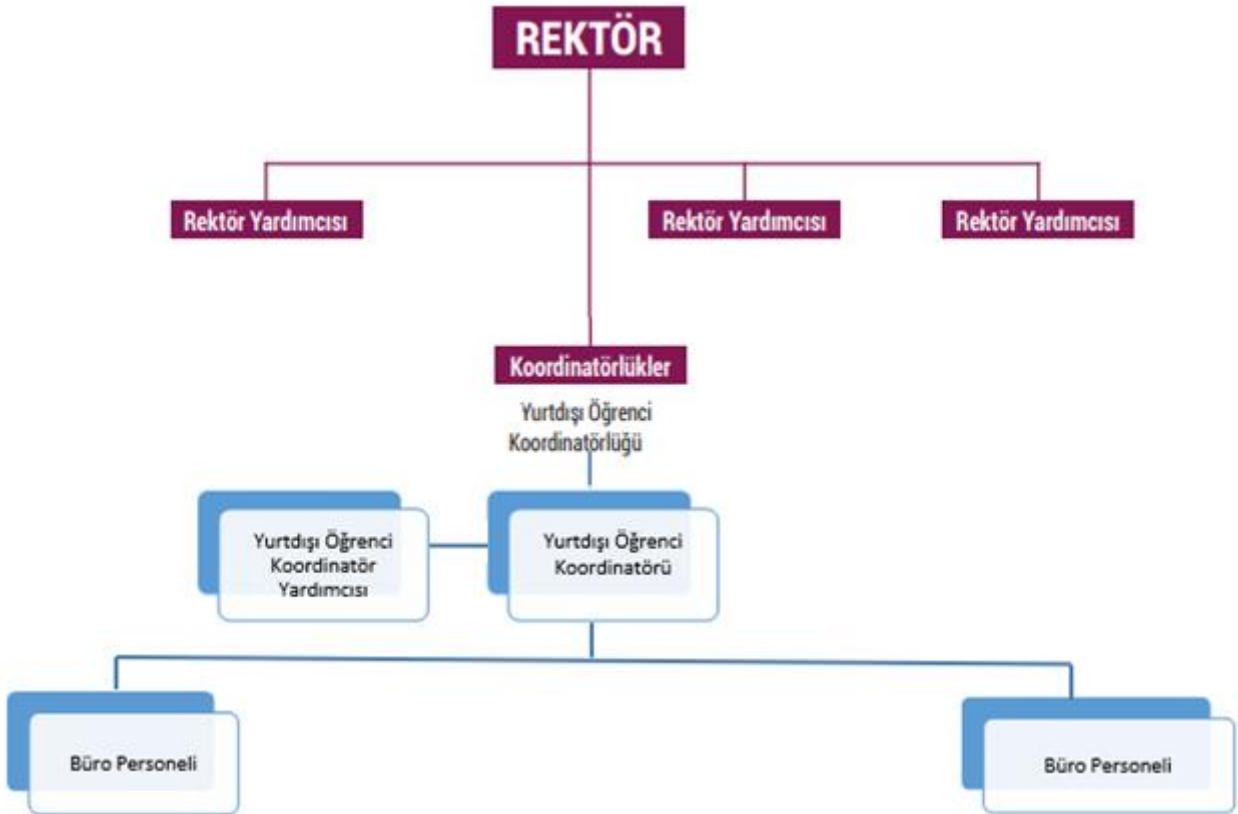 REKTÖR
Rektör Yardımcısı
Rektör Yardımcısı
Rektör Yardımcısı
Koordinatörlükler
Yurtdışı Öğrenci
Koordinatörlüğü
Yurtdışı Öğrenci
Koordinatör
Yardımcısı
Yurtdışı Öğrenci
Koordinatörü
Büro Personeli
Büro Personeli